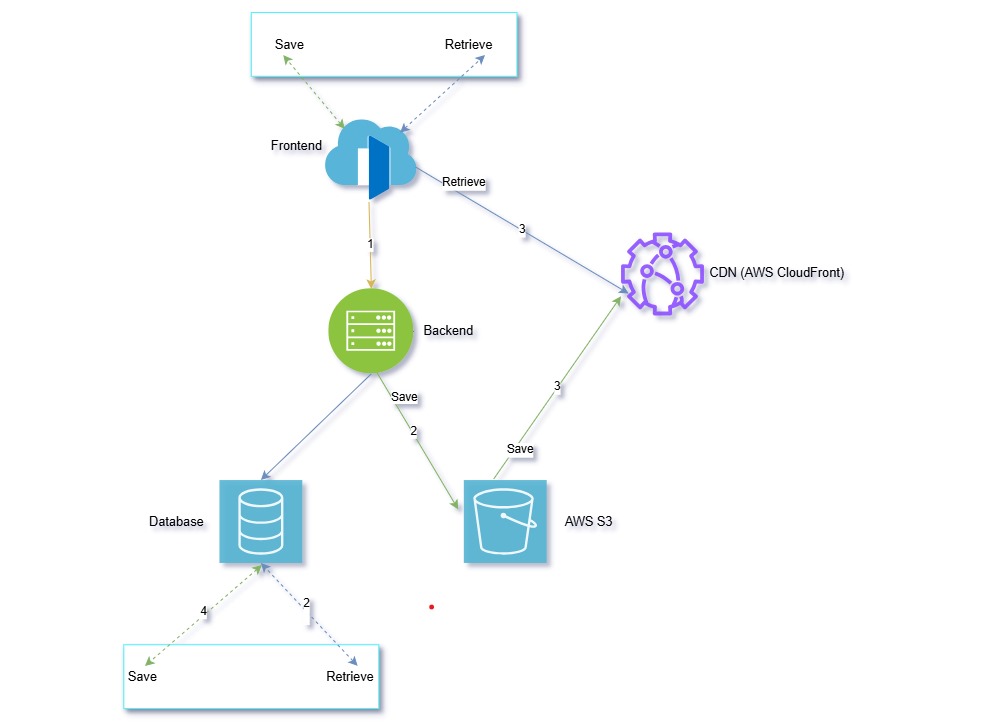 Save
Retrieve
Frontend
Retrieve
3
1
CDN (AWS CloudFront)
Backend
Save
2
3
Save
Database
AWS S3
4
2
Save
Retrieve